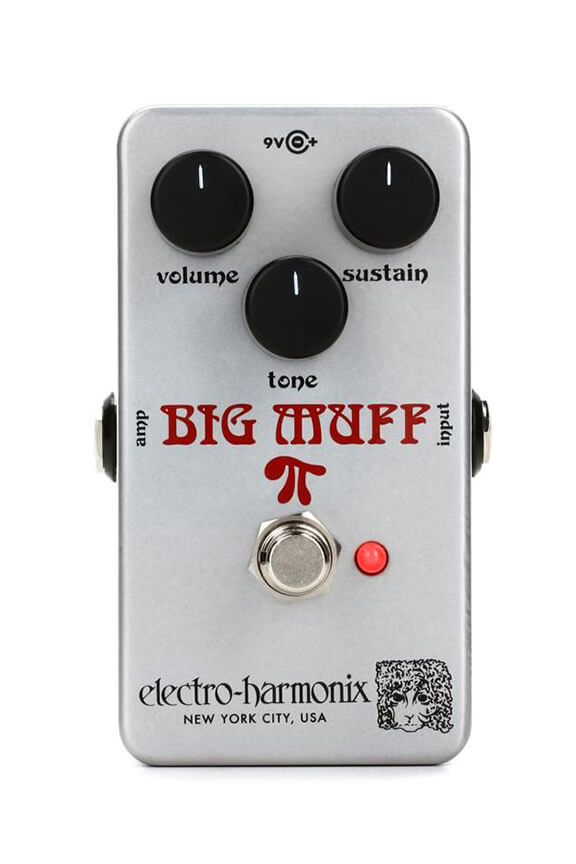 9V +
volume
sustain
tone
amp
BIG MUFF
input
π
electro-harmonix
NEW YORK CITY, USA